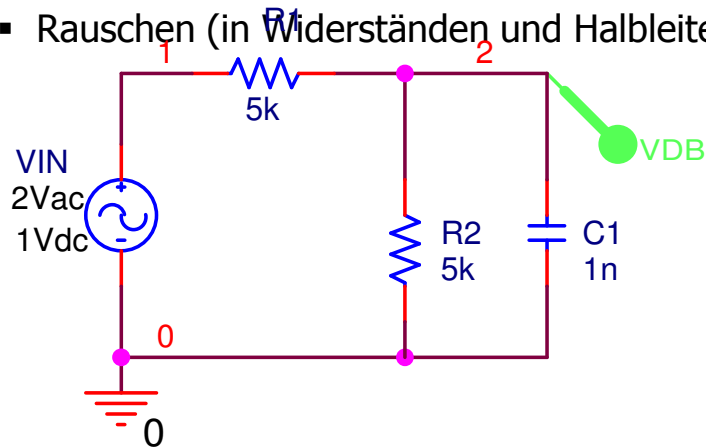 ▪ Rauschen (in Widerständen und Halbleite
R1
1
2
5k
VDB
VIN
2Vac
1Vdc
R2
5k
C1
1n
0
0